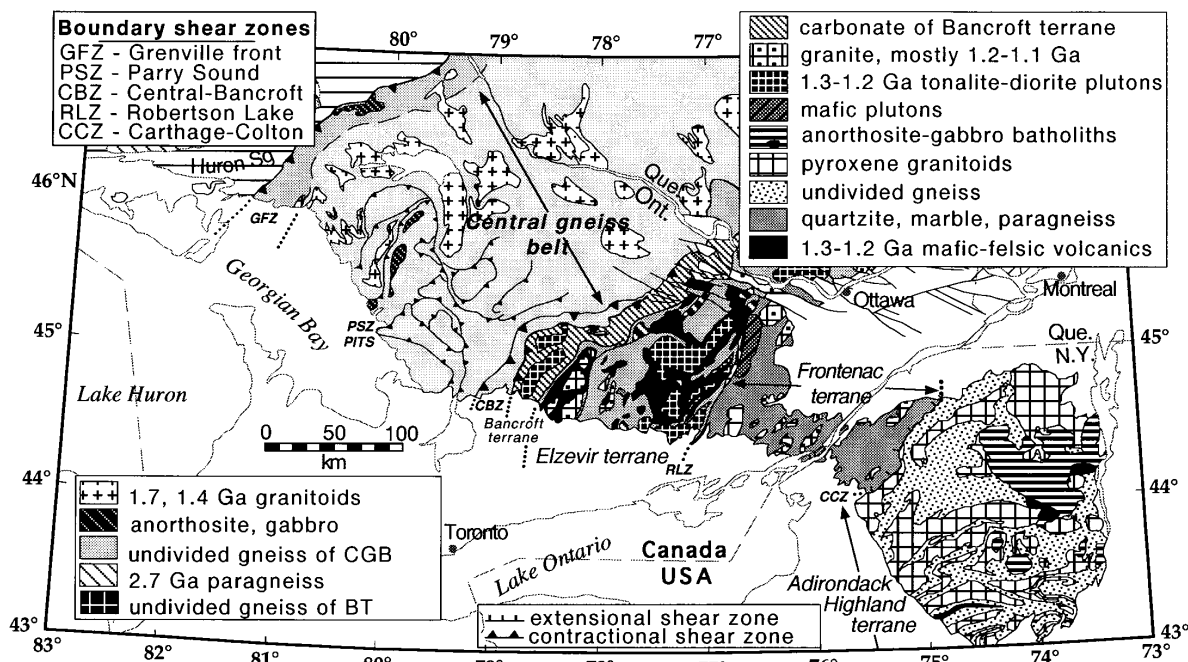 Boundary shear zones
GFZ - Grenville front
PSZ - Parry Sound
CBZ - Central-Bancroft
RLZ - Robertson Lake
CCZ - Carthage-Colton
80°
79°
78°
77°
carbonate of Bancroft terrane
granite, mostly 1.2-1.1 Ga
1.3-1.2 Ga tonalite-diorite plutons
mafic plutons
anorthosite-gabbro batholiths
pyroxene granitoids
undivided gneiss
quartzite, marble, paragneiss
1.3-1.2 Ga mafic-felsic volcanics
Huron Sg
46°N
GFZ
Que.
Ont.
Central gneiss
belt
Georgian Bay
Ottawa
Montreal
45°
PSZ
PITS
Que.
N.Y.
45°
Lake Huron
CBZ
Bancroft
terrane
Frontenac
terrane
0 50 100
km
Elzevir terrane
RLZ
44°
CCZ
44°
1.7, 1.4 Ga granitoids
anorthosite, gabbro
undivided gneiss of CGB
2.7 Ga paragneiss
undivided gneiss of BT
Toronto
Lake Ontario
Canada
USA
Adirondack
Highland
terrane
extensional shear zone
contractional shear zone
43°
43°
83°
82°
81°
80°
79°
78°
77°
76°
75°
74°
73°